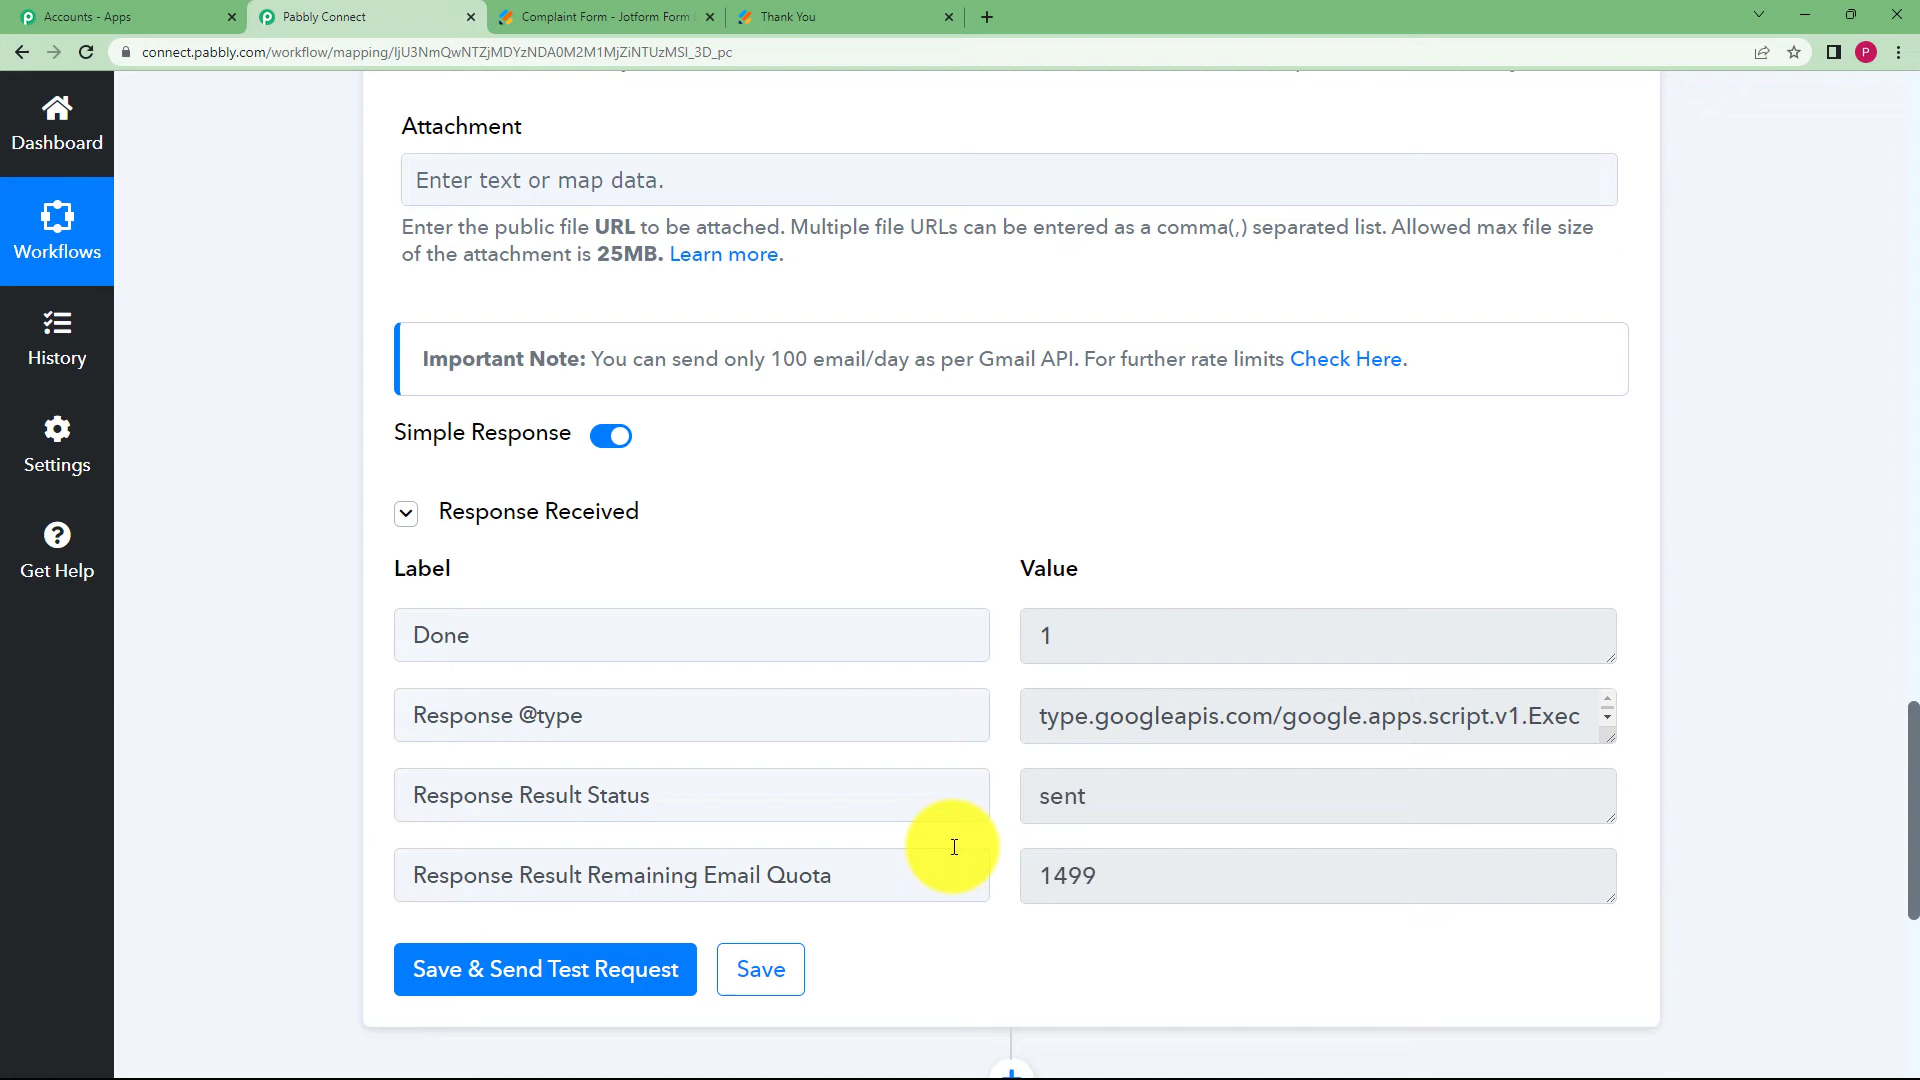 Accounts - Apps
Pabbly Connect
Complaint Form - Jotform Form
Thank You
connect.pabbly.com/workflow/mapping/IjU3NmQwNTZjMDYzNDA0M2M1MjZiNTUzMSI_3D_pc
P
Dashboard
Workflows
History
Settings
Get Help
Attachment
Enter text or map data.
Enter the public file URL to be attached. Multiple file URLs can be entered as a comma(,) separated list. Allowed max file size
of the attachment is 25MB. Learn more.
Important Note: You can send only 100 email/day as per Gmail API. For further rate limits Check Here.
Simple Response
Response Received
Label Value
Done 1
Response @type type.googleapis.com/google.apps.script.v1.Exec
Response Result Status sent
Response Result Remaining Email Quota 1499
Save & Send Test Request Save